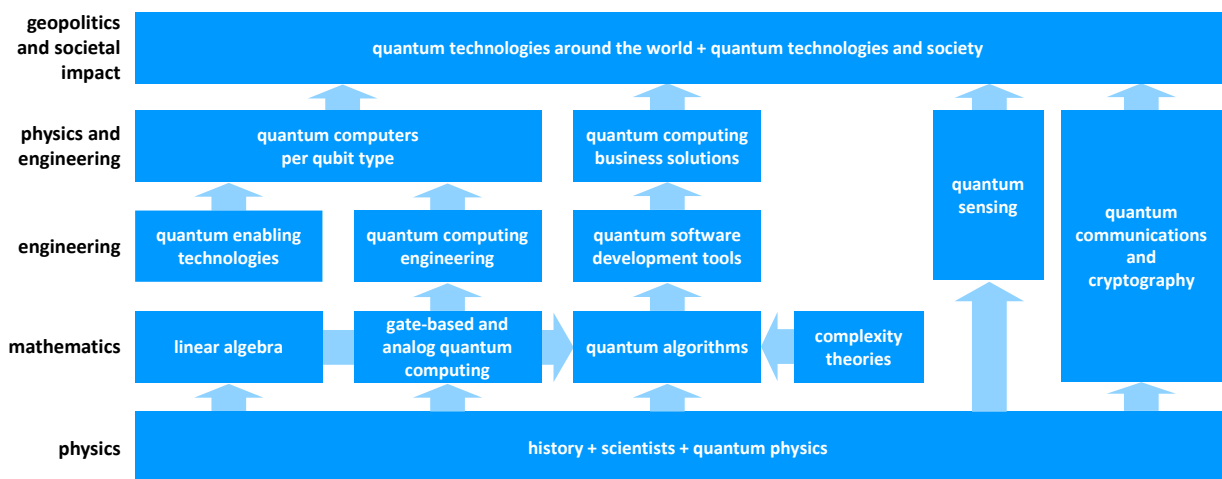 geopolitics
and societal
impact
quantum technologies around the world + quantum technologies and society
physics and
engineering
quantum computers
per qubit type
quantum computing
business solutions
quantum
sensing
quantum
communications
and
cryptography
engineering
quantum enabling
technologies
quantum computing
engineering
quantum software
development tools
mathematics
linear algebra
gate-based and
analog quantum
computing
quantum algorithms
complexity
theories
physics
history + scientists + quantum physics